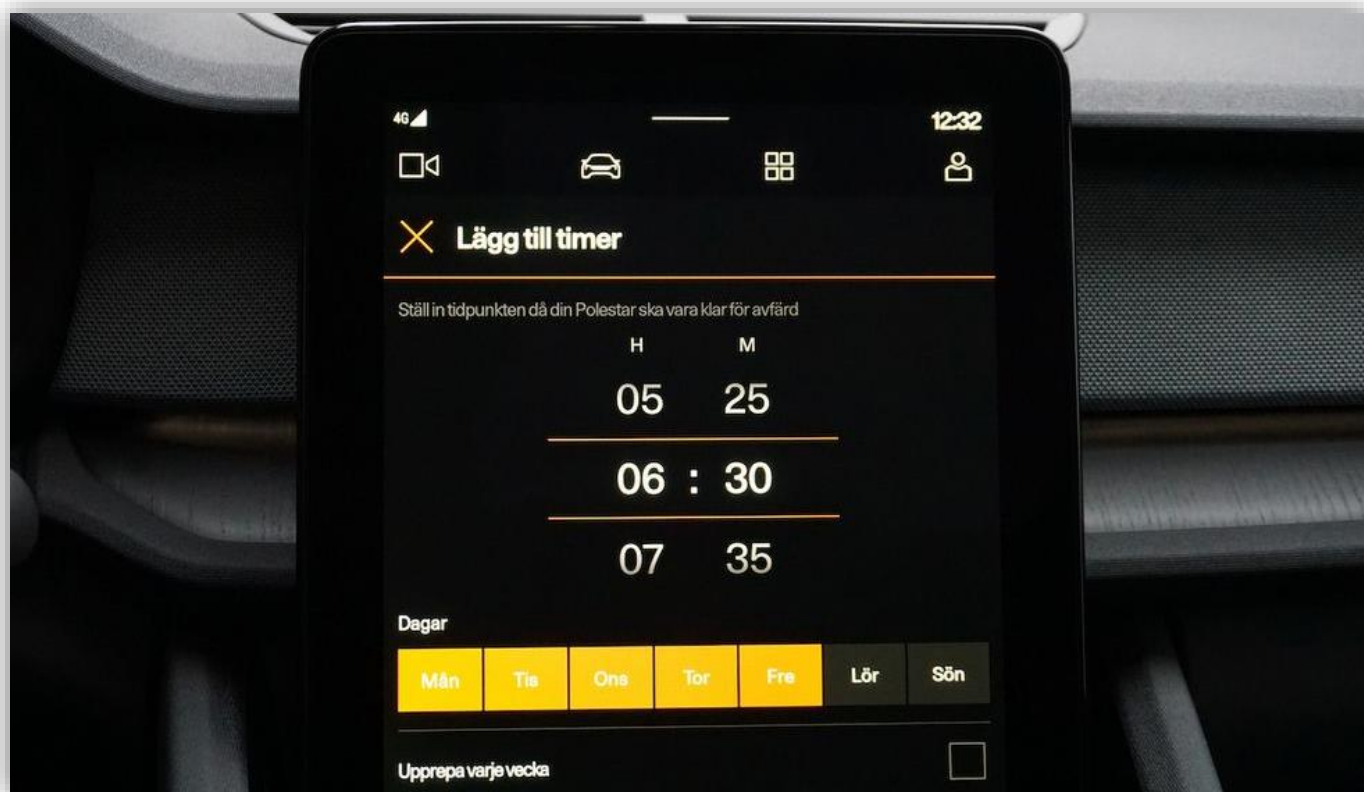 4G 12:32
Lägg till timer
Ställ in tidpunkten då din Polestar ska vara klar för avfärd
H M
05 25
06 : 30
07 35
Dagar
Mån Tis Ons Tor Fre Lör Sön
Upprepa varje vecka